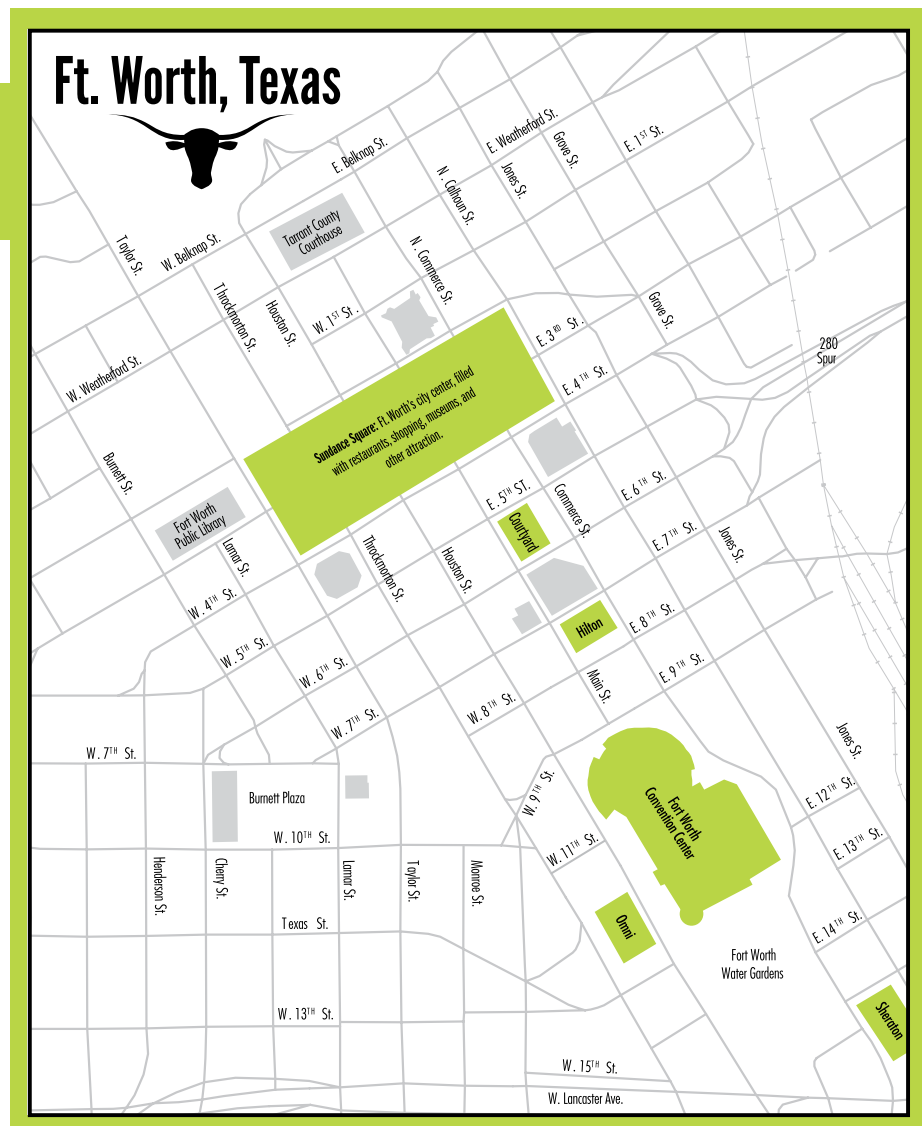 Ft. Worth, Texas
E. Belknap St.
E. Weatherford St.
Grove St.
E. 1ST St.
Jones St.
N. Calhoun St.
Tarrant County
Courthouse
Taylor St.
W. Belknap St.
N. Commerce St.
Throckmorton St.
Houston St.
W. 1ST St.
Grove St.
E. 3RD St.
280
Spur
W. Weatherford St.
E. 4TH St.
Sundance Square: Ft. Worth's city center, filled
with restaurants, shopping, museums, and
other attraction.
Burnett St.
E. 5TH ST.
Commerce St.
E. 6TH St.
Fort Worth
Public Library
Courtyard
E. 7TH St.
Jones St.
Lamar St.
Throckmorton St.
Houston St.
W. 4TH St.
Hilton
E. 8TH St.
W. 5TH St.
W. 6TH St.
E. 9TH St.
Main St.
W. 8TH St.
W. 7TH St.
W. 7TH St.
Jones St.
Burnett Plaza
W. 9TH St.
Fort Worth
Convention Center
E. 12TH St.
W. 10TH St.
E. 13TH St.
W. 11TH St.
Henderson St.
Cherry St.
Lamar St.
Taylor St.
Monroe St.
Texas St.
Omni
E. 14TH St.
Fort Worth
Water Gardens
W. 13TH St.
Sheraton
W. 15TH St.
W. Lancaster Ave.